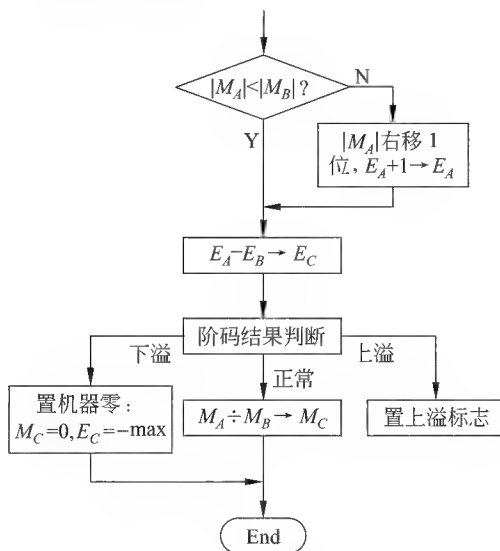 |M_A|<|M_B|?
N
Y
|M_A|右移1
位,E_A+1→E_A
E_A−E_B→E_C
阶码结果判断
下溢
上溢
正常
置机器零:
M_C=0,E_C=−max
M_A÷M_B→M_C
置上溢标志
End